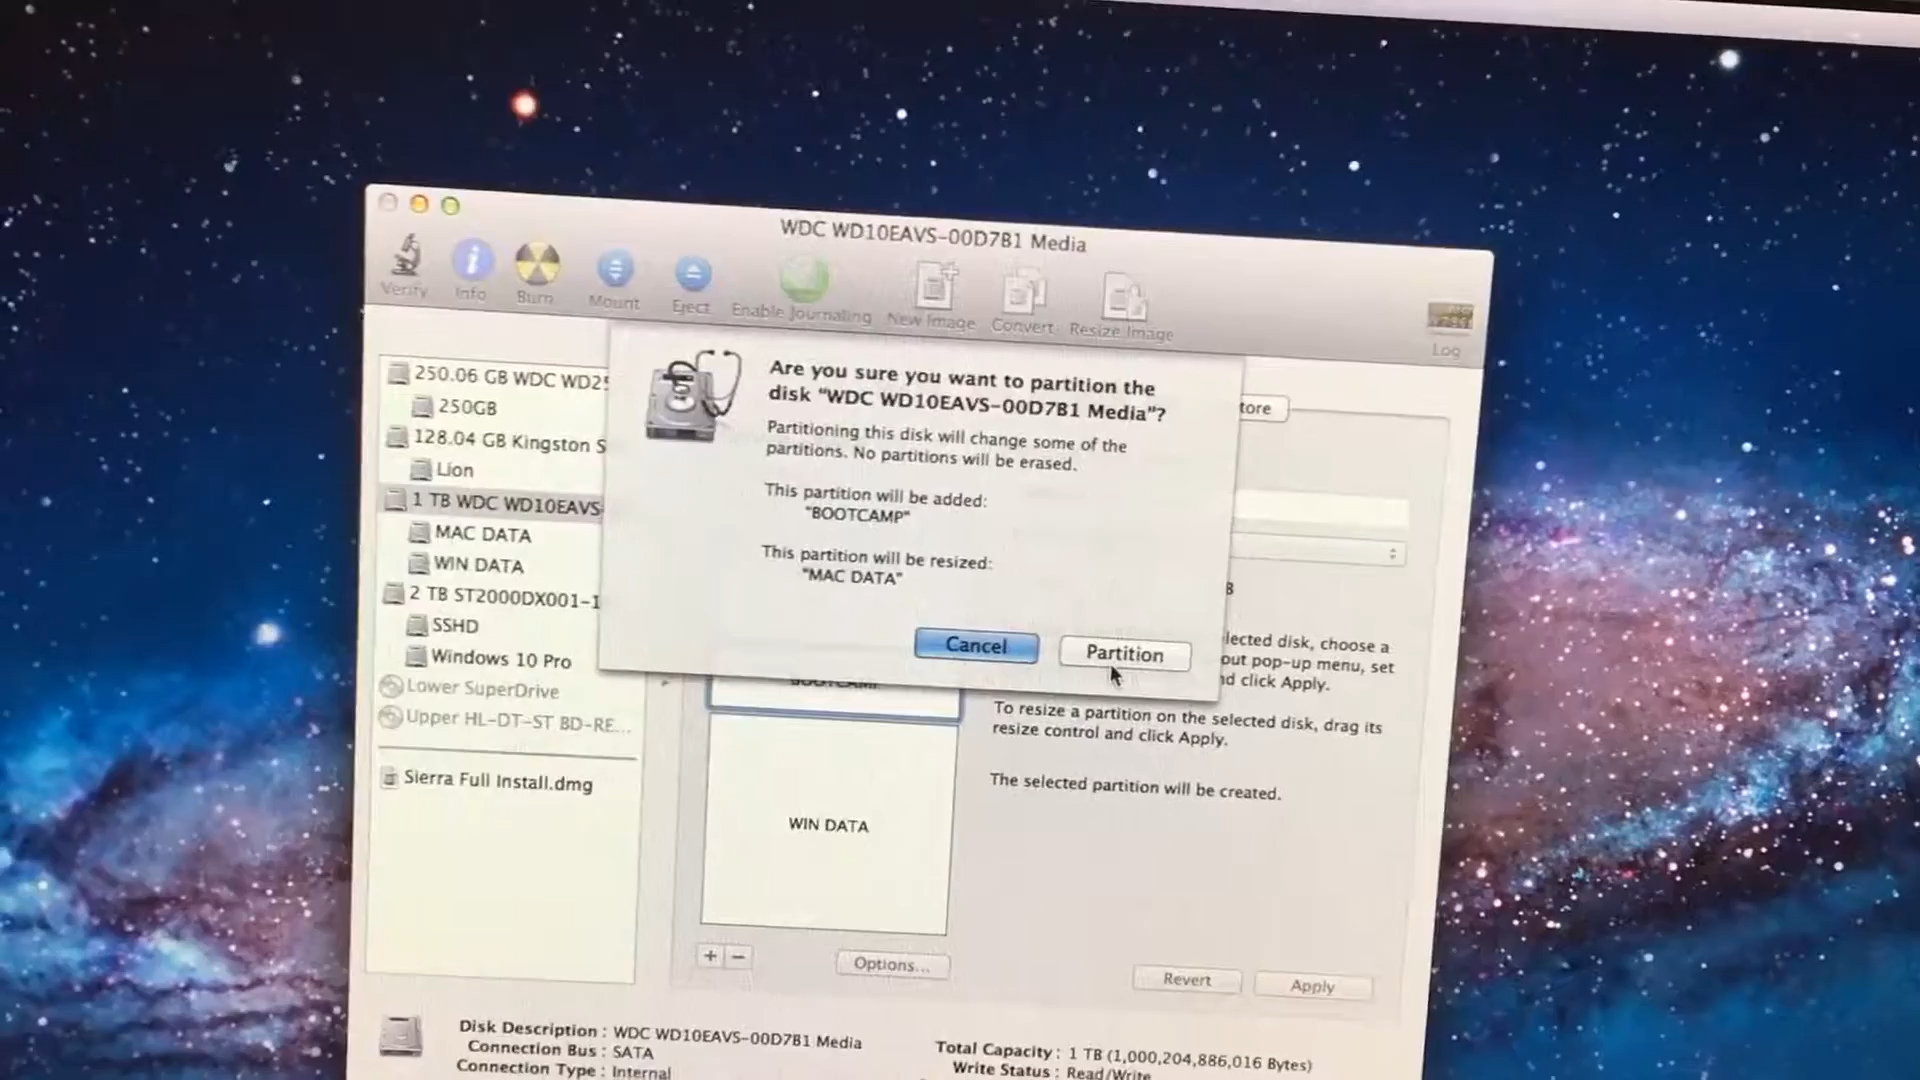 WDC WD10EAVS-00D7B1 Media
Verify
Info
Burn
Mount
Eject
Enable Journaling
New Image
Convert
Resize Image
Log
250.06 GB WDC WD25
250GB
128.04 GB Kingston S
Lion
1 TB WDC WD10EAVS-
MAC DATA
WIN DATA
2 TB ST2000DX001-1
SSHD
Windows 10 Pro
Lower SuperDrive
Upper HL-DT-ST BD-RE...
Sierra Full Install.dmg
Are you sure you want to partition the
disk "WDC WD10EAVS-00D7B1 Media"?
Partitioning this disk will change some of the
partitions. No partitions will be erased.
This partition will be added:
"BOOTCAMP"
This partition will be resized:
"MAC DATA"
Cancel
Partition
tore
B
lected disk, choose a
out pop-up menu, set
nd click Apply.
To resize a partition on the selected disk, drag its
resize control and click Apply.
The selected partition will be created.
BOOTCAMP
WIN DATA
+
−
Options...
Revert
Apply
Disk Description : WDC WD10EAVS-00D7B1 Media
Connection Bus : SATA
Connection Type : Internal
Total Capacity : 1 TB (1,000,204,886,016 Bytes)
Write Status : Read/Write